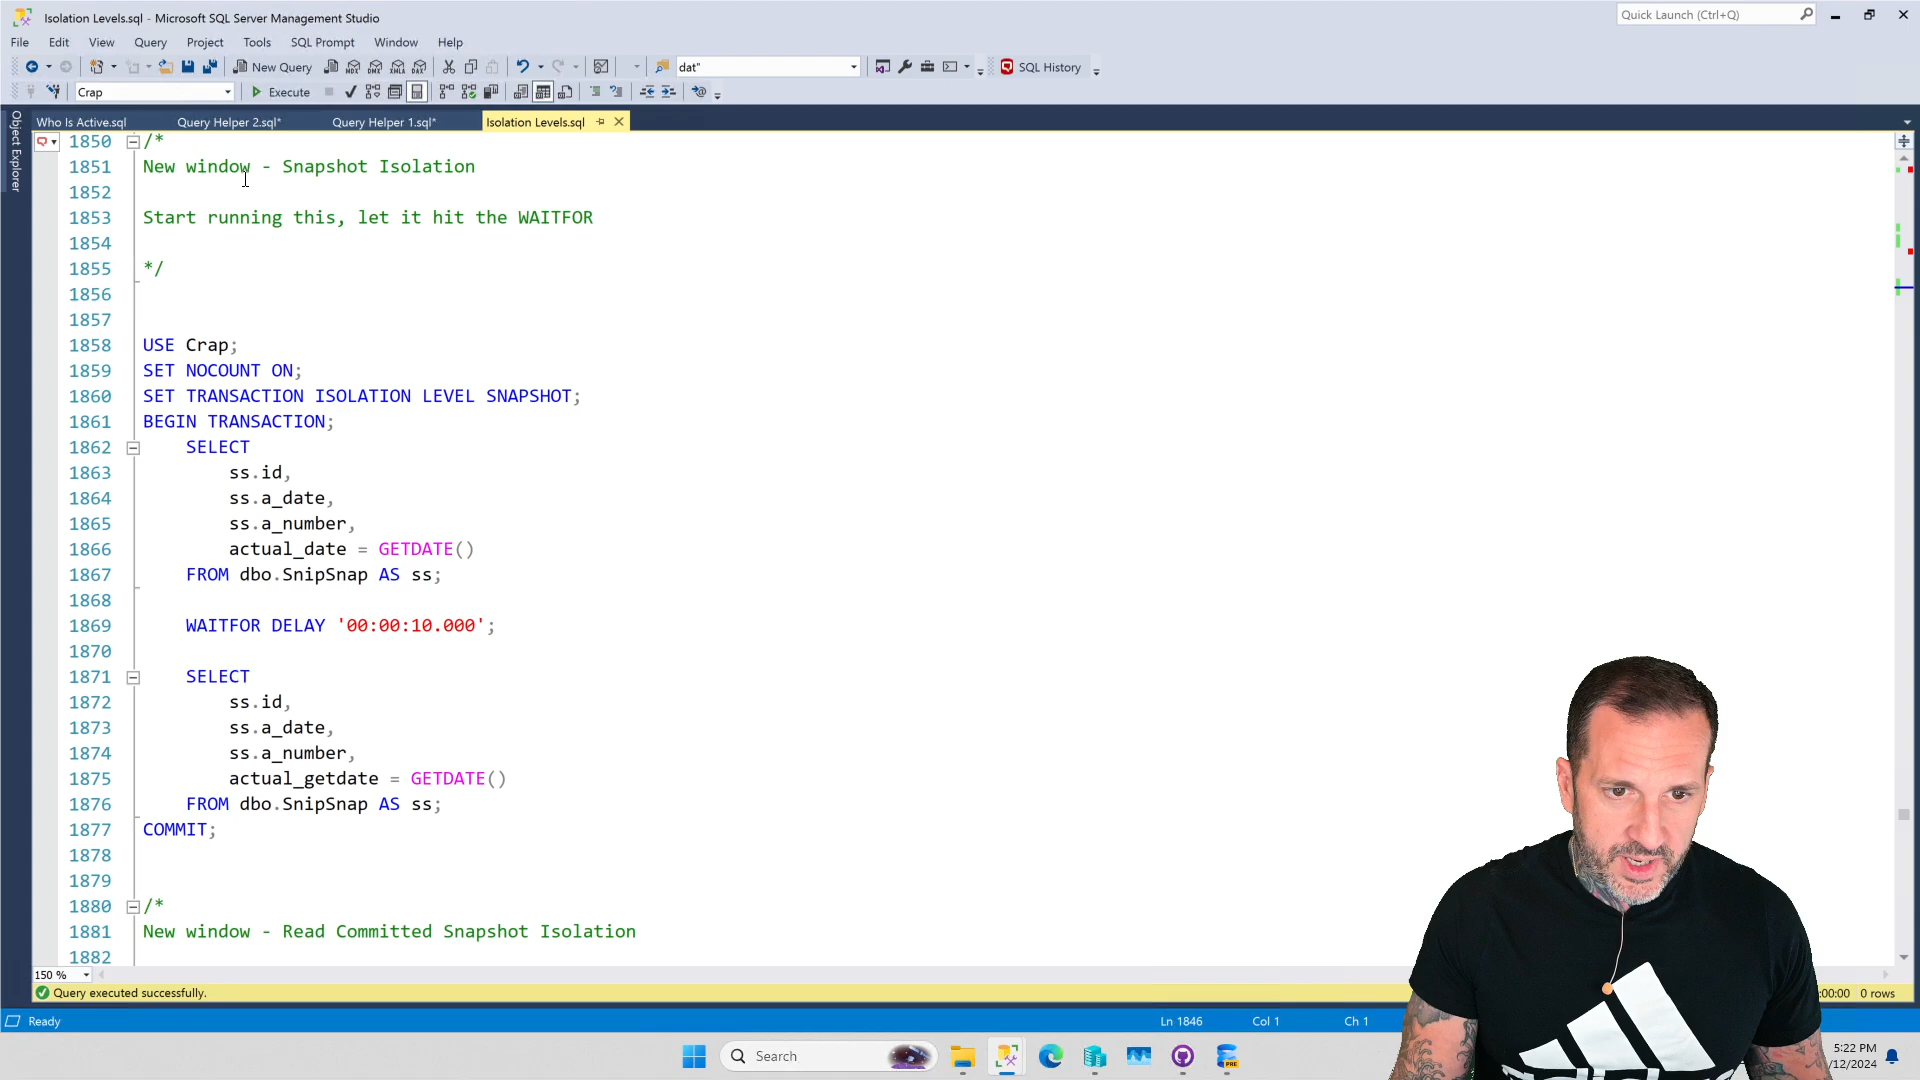 Isolation Levels.sql - Microsoft SQL Server Management Studio
Quick Launch (Ctrl+Q)
File Edit View Query Project Tools SQL Prompt Window Help
New Query
dat"
SQL History
Crap
Execute
Object Explorer
Who Is Active.sql
Query Helper 2.sql*
Query Helper 1.sql*
Isolation Levels.sql
1850 /*
1851 New window - Snapshot Isolation
1852
1853 Start running this, let it hit the WAITFOR
1854
1855 */
1856
1857
1858 USE Crap;
1859 SET NOCOUNT ON;
1860 SET TRANSACTION ISOLATION LEVEL SNAPSHOT;
1861 BEGIN TRANSACTION;
1862 SELECT
1863 ss.id,
1864 ss.a_date,
1865 ss.a_number,
1866 actual_date = GETDATE()
1867 FROM dbo.SnipSnap AS ss;
1868
1869 WAITFOR DELAY '00:00:10.000';
1870
1871 SELECT
1872 ss.id,
1873 ss.a_date,
1874 ss.a_number,
1875 actual_getdate = GETDATE()
1876 FROM dbo.SnipSnap AS ss;
1877 COMMIT;
1878
1879
1880 /*
1881 New window - Read Committed Snapshot Isolation
1882
150 %
Query executed successfully.
:00:00 0 rows
Ready
Ln 1846 Col 1 Ch 1
Search
5:22 PM
/12/2024